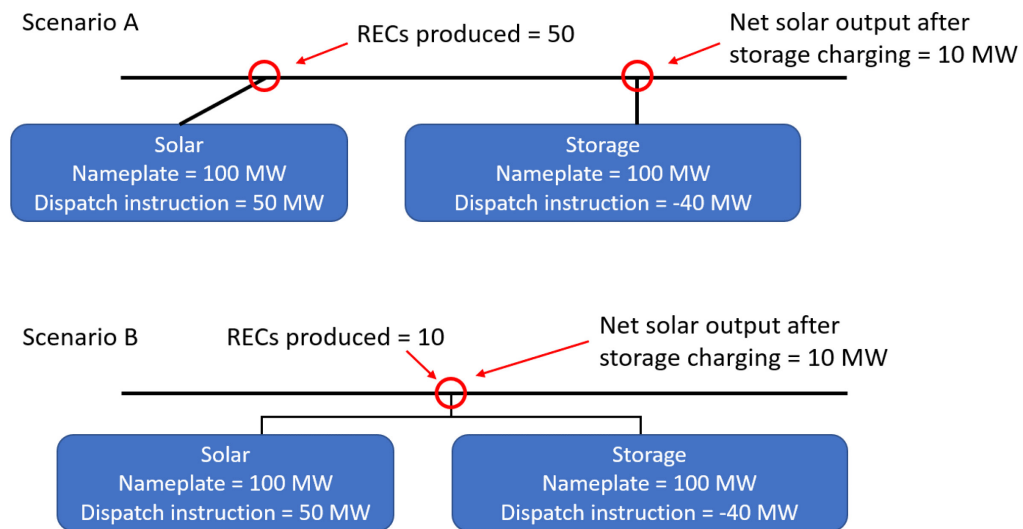 Scenario A
RECs produced = 50
Net solar output after
storage charging = 10 MW
Solar
Nameplate = 100 MW
Dispatch instruction = 50 MW
Storage
Nameplate = 100 MW
Dispatch instruction = -40 MW
Scenario B
RECs produced = 10
Net solar output after
storage charging = 10 MW
Solar
Nameplate = 100 MW
Dispatch instruction = 50 MW
Storage
Nameplate = 100 MW
Dispatch instruction = -40 MW